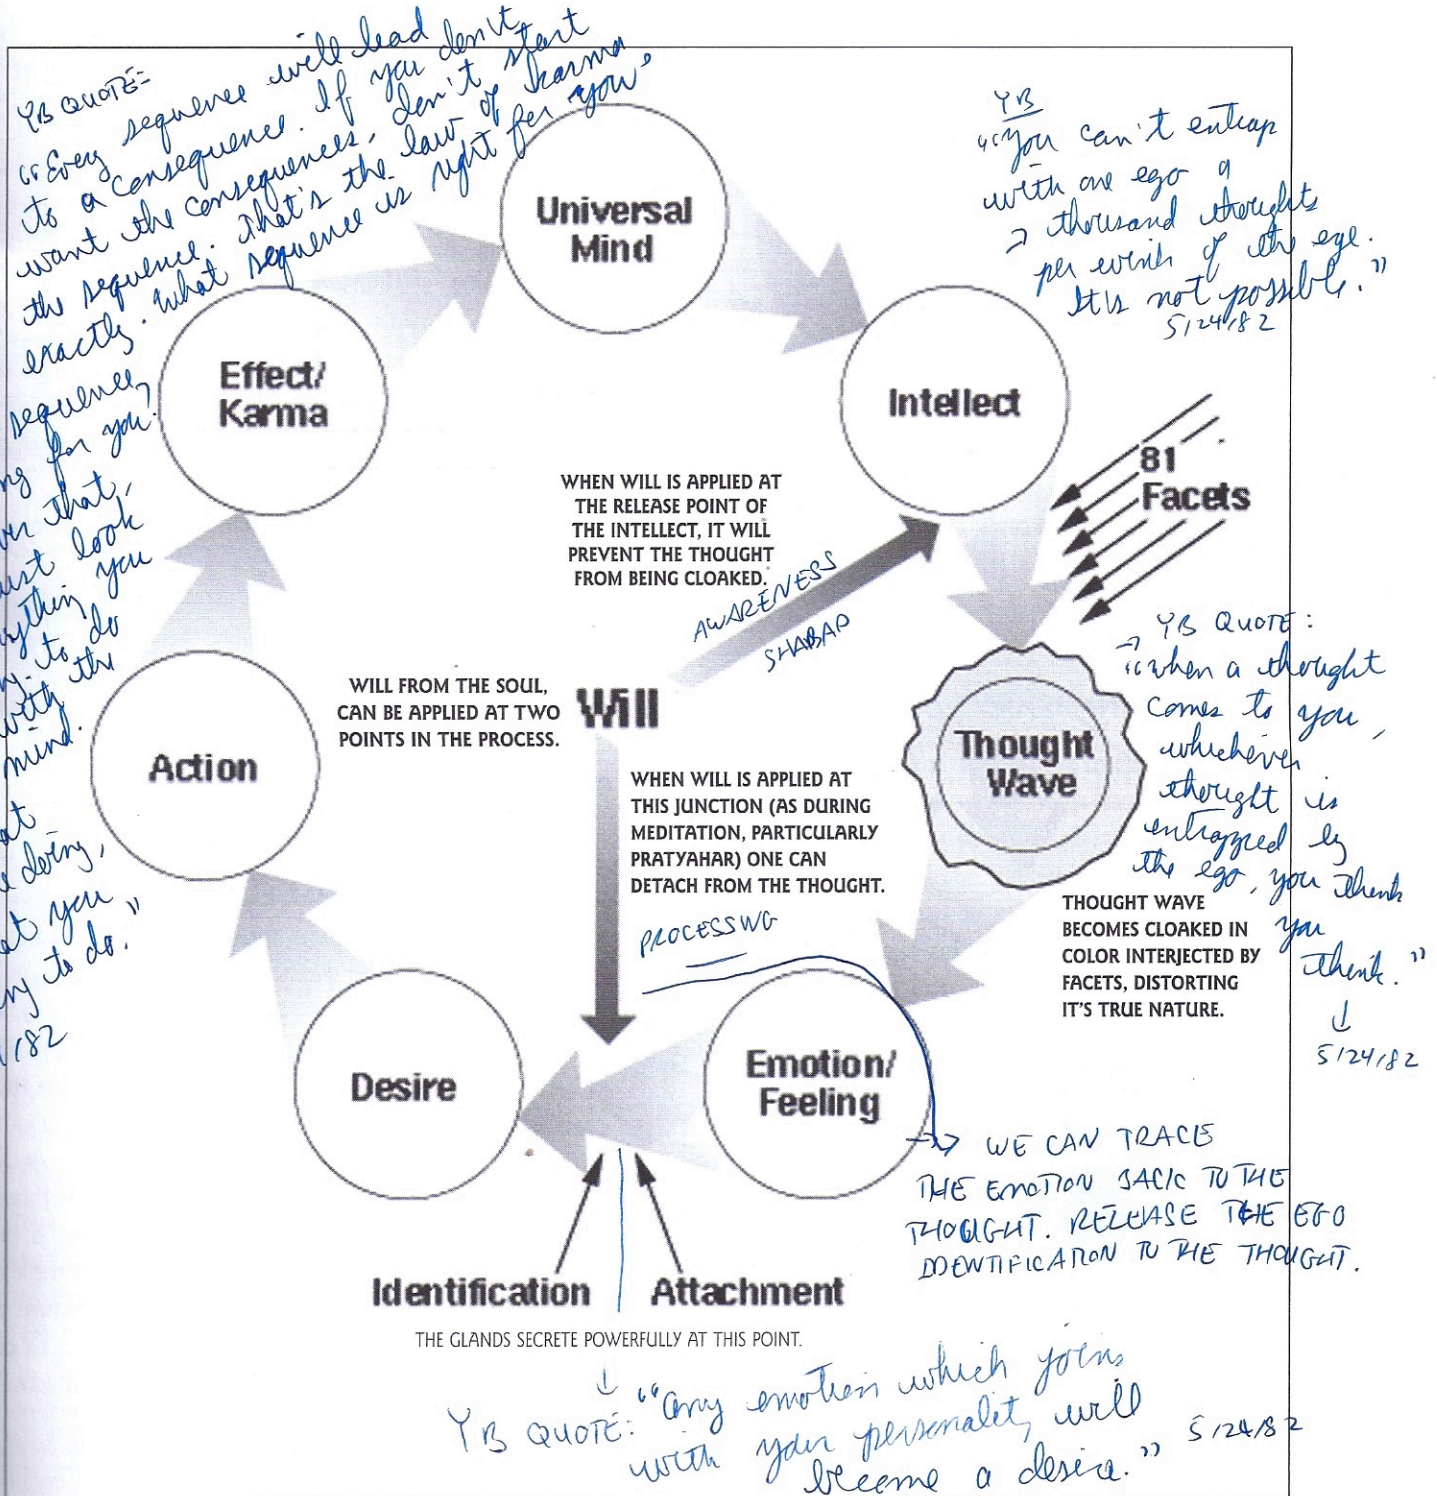 YB QUOTE:
"Every sequence will lead
to a consequence. If you don't
want the consequences, don't start
the sequence. That's the law of karma
exactly. What sequence is right for you,
sequence,
for you?
that,
look
you
to do
with the
mind.
doing,
you
to do."
/82
YB
"You can't entrap
with one ego a
thousand thoughts
per wink of the eye.
It is not possible."
5/24/82
Universal
Mind
Effect/
Karma
Intellect
81
Facets
WHEN WILL IS APPLIED AT
THE RELEASE POINT OF
THE INTELLECT, IT WILL
PREVENT THE THOUGHT
FROM BEING CLOAKED.
AWARENESS
SHABAD
YB QUOTE:
"when a thought
comes to you,
whichever
thought is
entrapped by
the ego, you think
you
think."
5/24/82
WILL FROM THE SOUL,
CAN BE APPLIED AT TWO
POINTS IN THE PROCESS.
Will
Thought
Wave
Action
WHEN WILL IS APPLIED AT
THIS JUNCTION (AS DURING
MEDITATION, PARTICULARLY
PRATYAHAR) ONE CAN
DETACH FROM THE THOUGHT.
PROCESSING
THOUGHT WAVE
BECOMES CLOAKED IN
COLOR INTERJECTED BY
FACETS, DISTORTING
IT'S TRUE NATURE.
Desire
Emotion/
Feeling
WE CAN TRACE
THE EMOTION BACK TO THE
THOUGHT. RELEASE THE EGO
IDENTIFICATION TO THE THOUGHT.
Identification
Attachment
THE GLANDS SECRETE POWERFULLY AT THIS POINT.
YB QUOTE: "Any emotion which joins
with your personality will
become a desire."
5/24/82